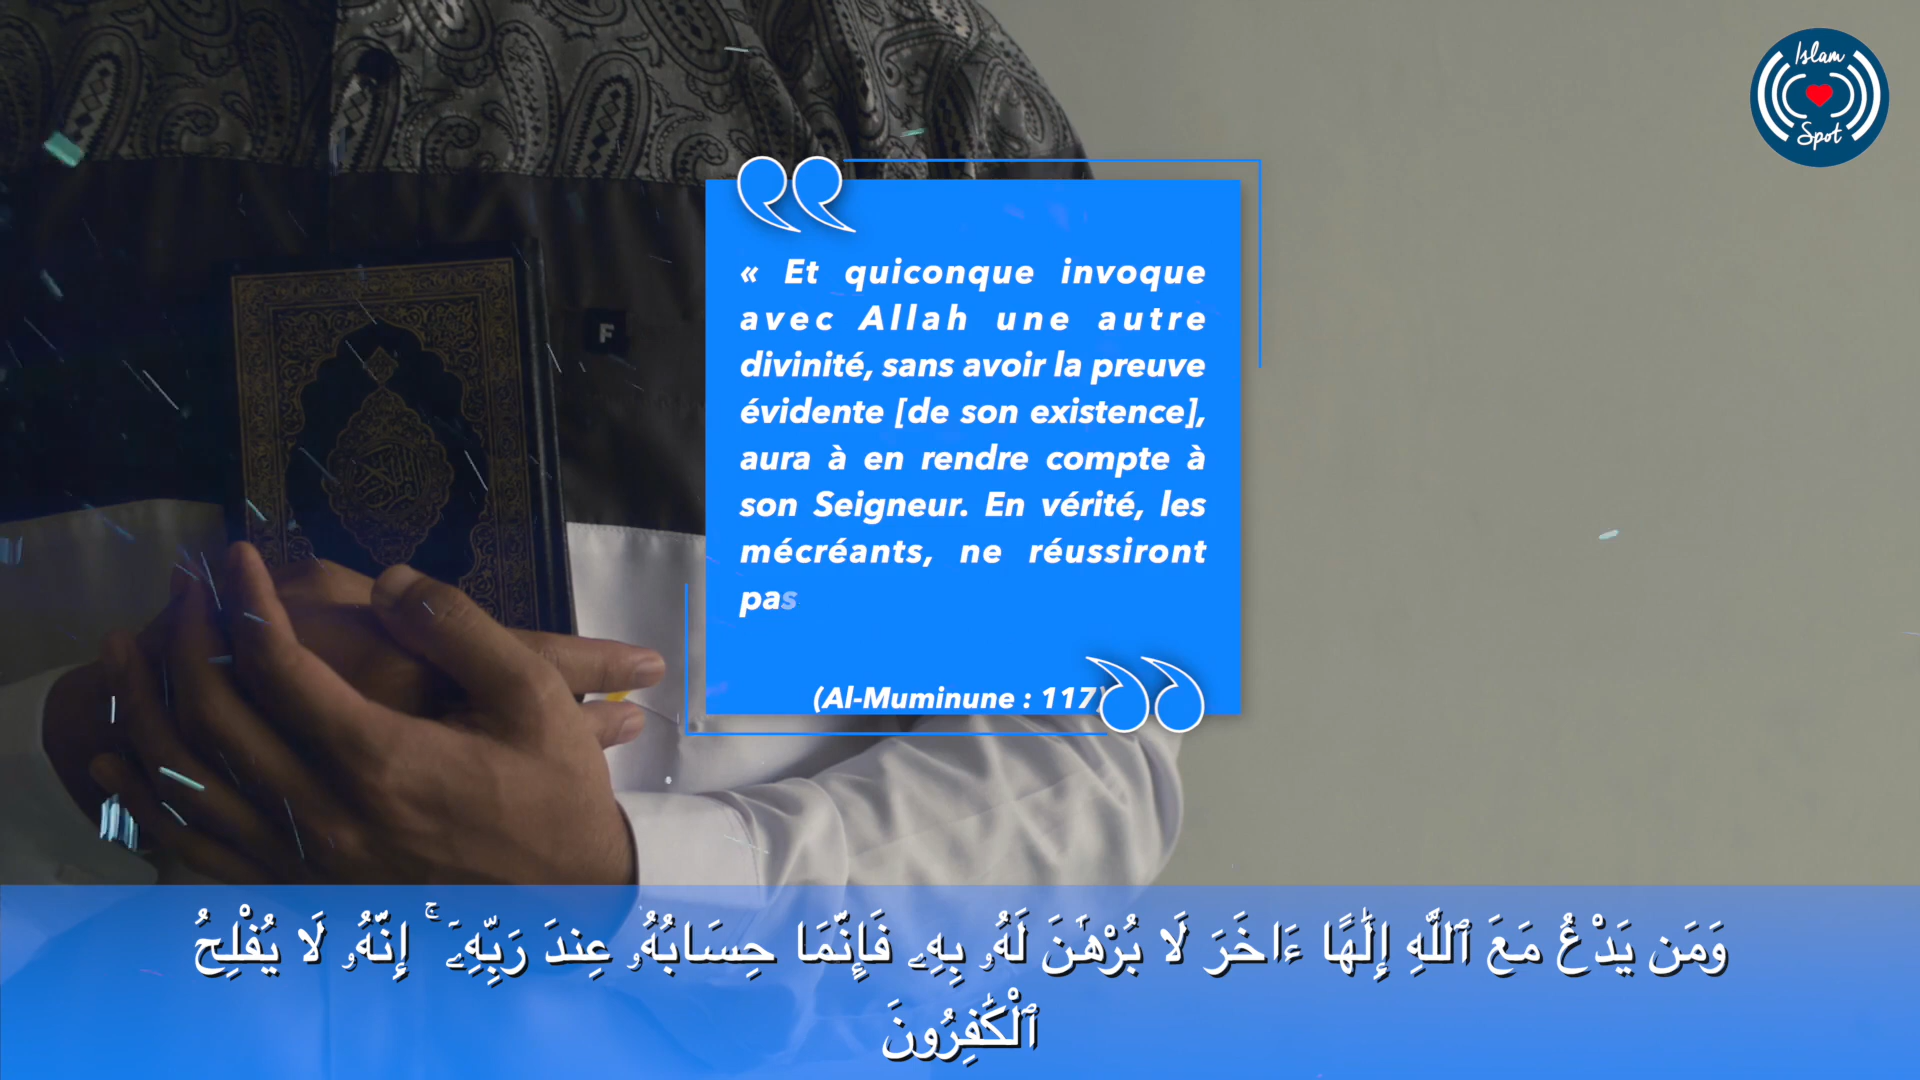 Islam
Spot
F
« Et quiconque invoque
avec Allah une autre
divinité, sans avoir la preuve
évidente [de son existence],
aura à en rendre compte à
son Seigneur. En vérité, les
mécréants, ne réussiront
pas
(Al-Muminune : 117)
وَمَن يَدْعُ مَعَ ٱللَّهِ إِلَٰهًا ءَاخَرَ لَا بُرْهَٰنَ لَهُۥ بِهِۦ فَإِنَّمَا حِسَابُهُۥ عِندَ رَبِّهِۦٓ ۚ إِنَّهُۥ لَا يُفْلِحُ
ٱلْكَٰفِرُونَ